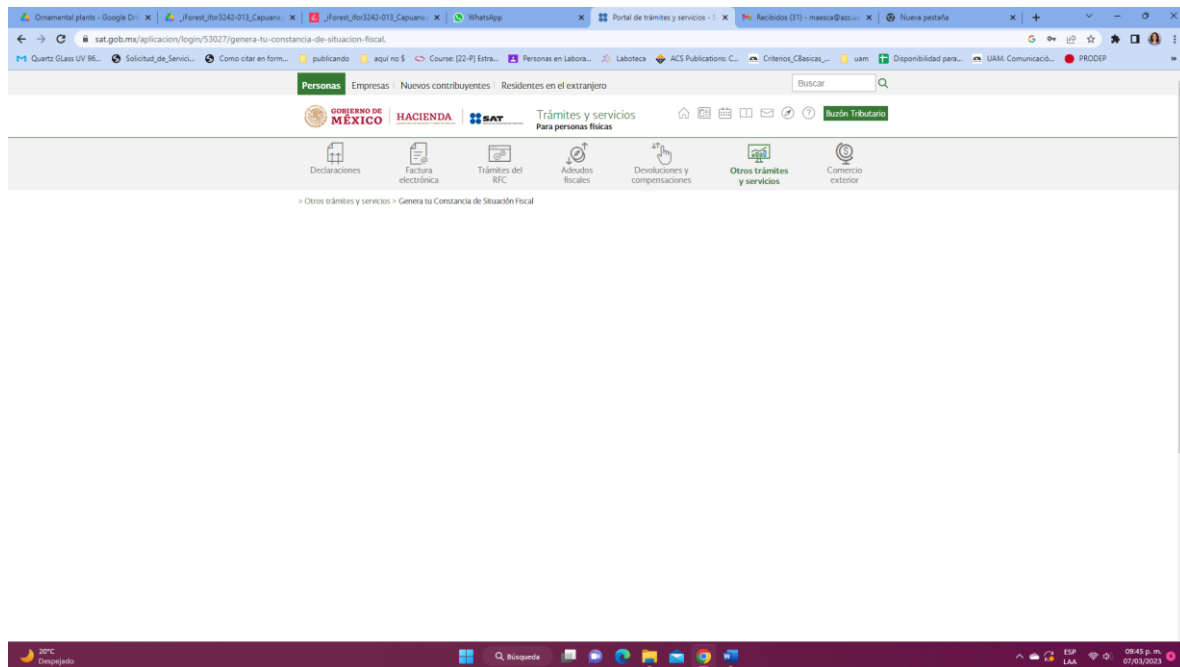 Ornamental plants - Google Dri
_iForest_ifor3242-013_Capuana
_iForest_ifor3242-013_Capuana
WhatsApp
Portal de trámites y servicios - S
Recibidos (31) - maesca@azc.ua
Nueva pestaña
sat.gob.mx/aplicacion/login/53027/genera-tu-constancia-de-situacion-fiscal.
Quartz GLass UV 96...
Solicitud_de_Servici...
Como citar en form...
publicando
aquí no $
Course: [22-P] Estra...
Personas en Labora...
Laboteca
ACS Publications: C...
Criterios_CBasicas_...
uam
Disponibilidad para...
UAM. Comunicació...
PRODEP
Personas Empresas Nuevos contribuyentes Residentes en el extranjero
Buscar
GOBIERNO DE
MÉXICO
HACIENDA
SAT
Trámites y servicios
Para personas físicas
Buzón Tributario
Declaraciones
Factura
electrónica
Trámites del
RFC
Adeudos
fiscales
Devoluciones y
compensaciones
Otros trámites
y servicios
Comercio
exterior
> Otros trámites y servicios > Genera tu Constancia de Situación Fiscal
20°C
Despejado
Búsqueda
ESP
LAA
09:45 p. m.
07/03/2023
4